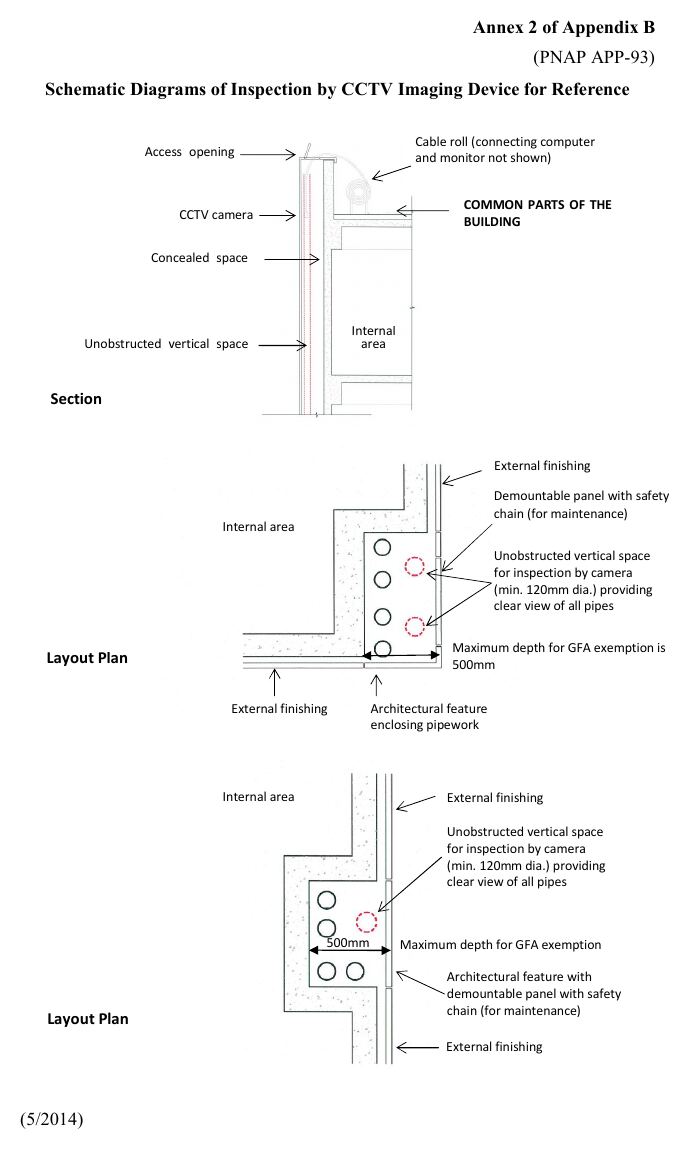 Annex 2 of Appendix B
(PNAP APP-93)
Schematic Diagrams of Inspection by CCTV Imaging Device for Reference
Access opening
Cable roll (connecting computer
and monitor not shown)
CCTV camera
COMMON PARTS OF THE
BUILDING
Concealed space
Internal
area
Unobstructed vertical space
Section
External finishing
Demountable panel with safety
chain (for maintenance)
Internal area
Unobstructed vertical space
for inspection by camera
(min. 120mm dia.) providing
clear view of all pipes
Maximum depth for GFA exemption is
500mm
Layout Plan
External finishing
Architectural feature
enclosing pipework
Internal area
External finishing
Unobstructed vertical space
for inspection by camera
(min. 120mm dia.) providing
clear view of all pipes
500mm
Maximum depth for GFA exemption
Architectural feature with
demountable panel with safety
chain (for maintenance)
Layout Plan
External finishing
(5/2014)